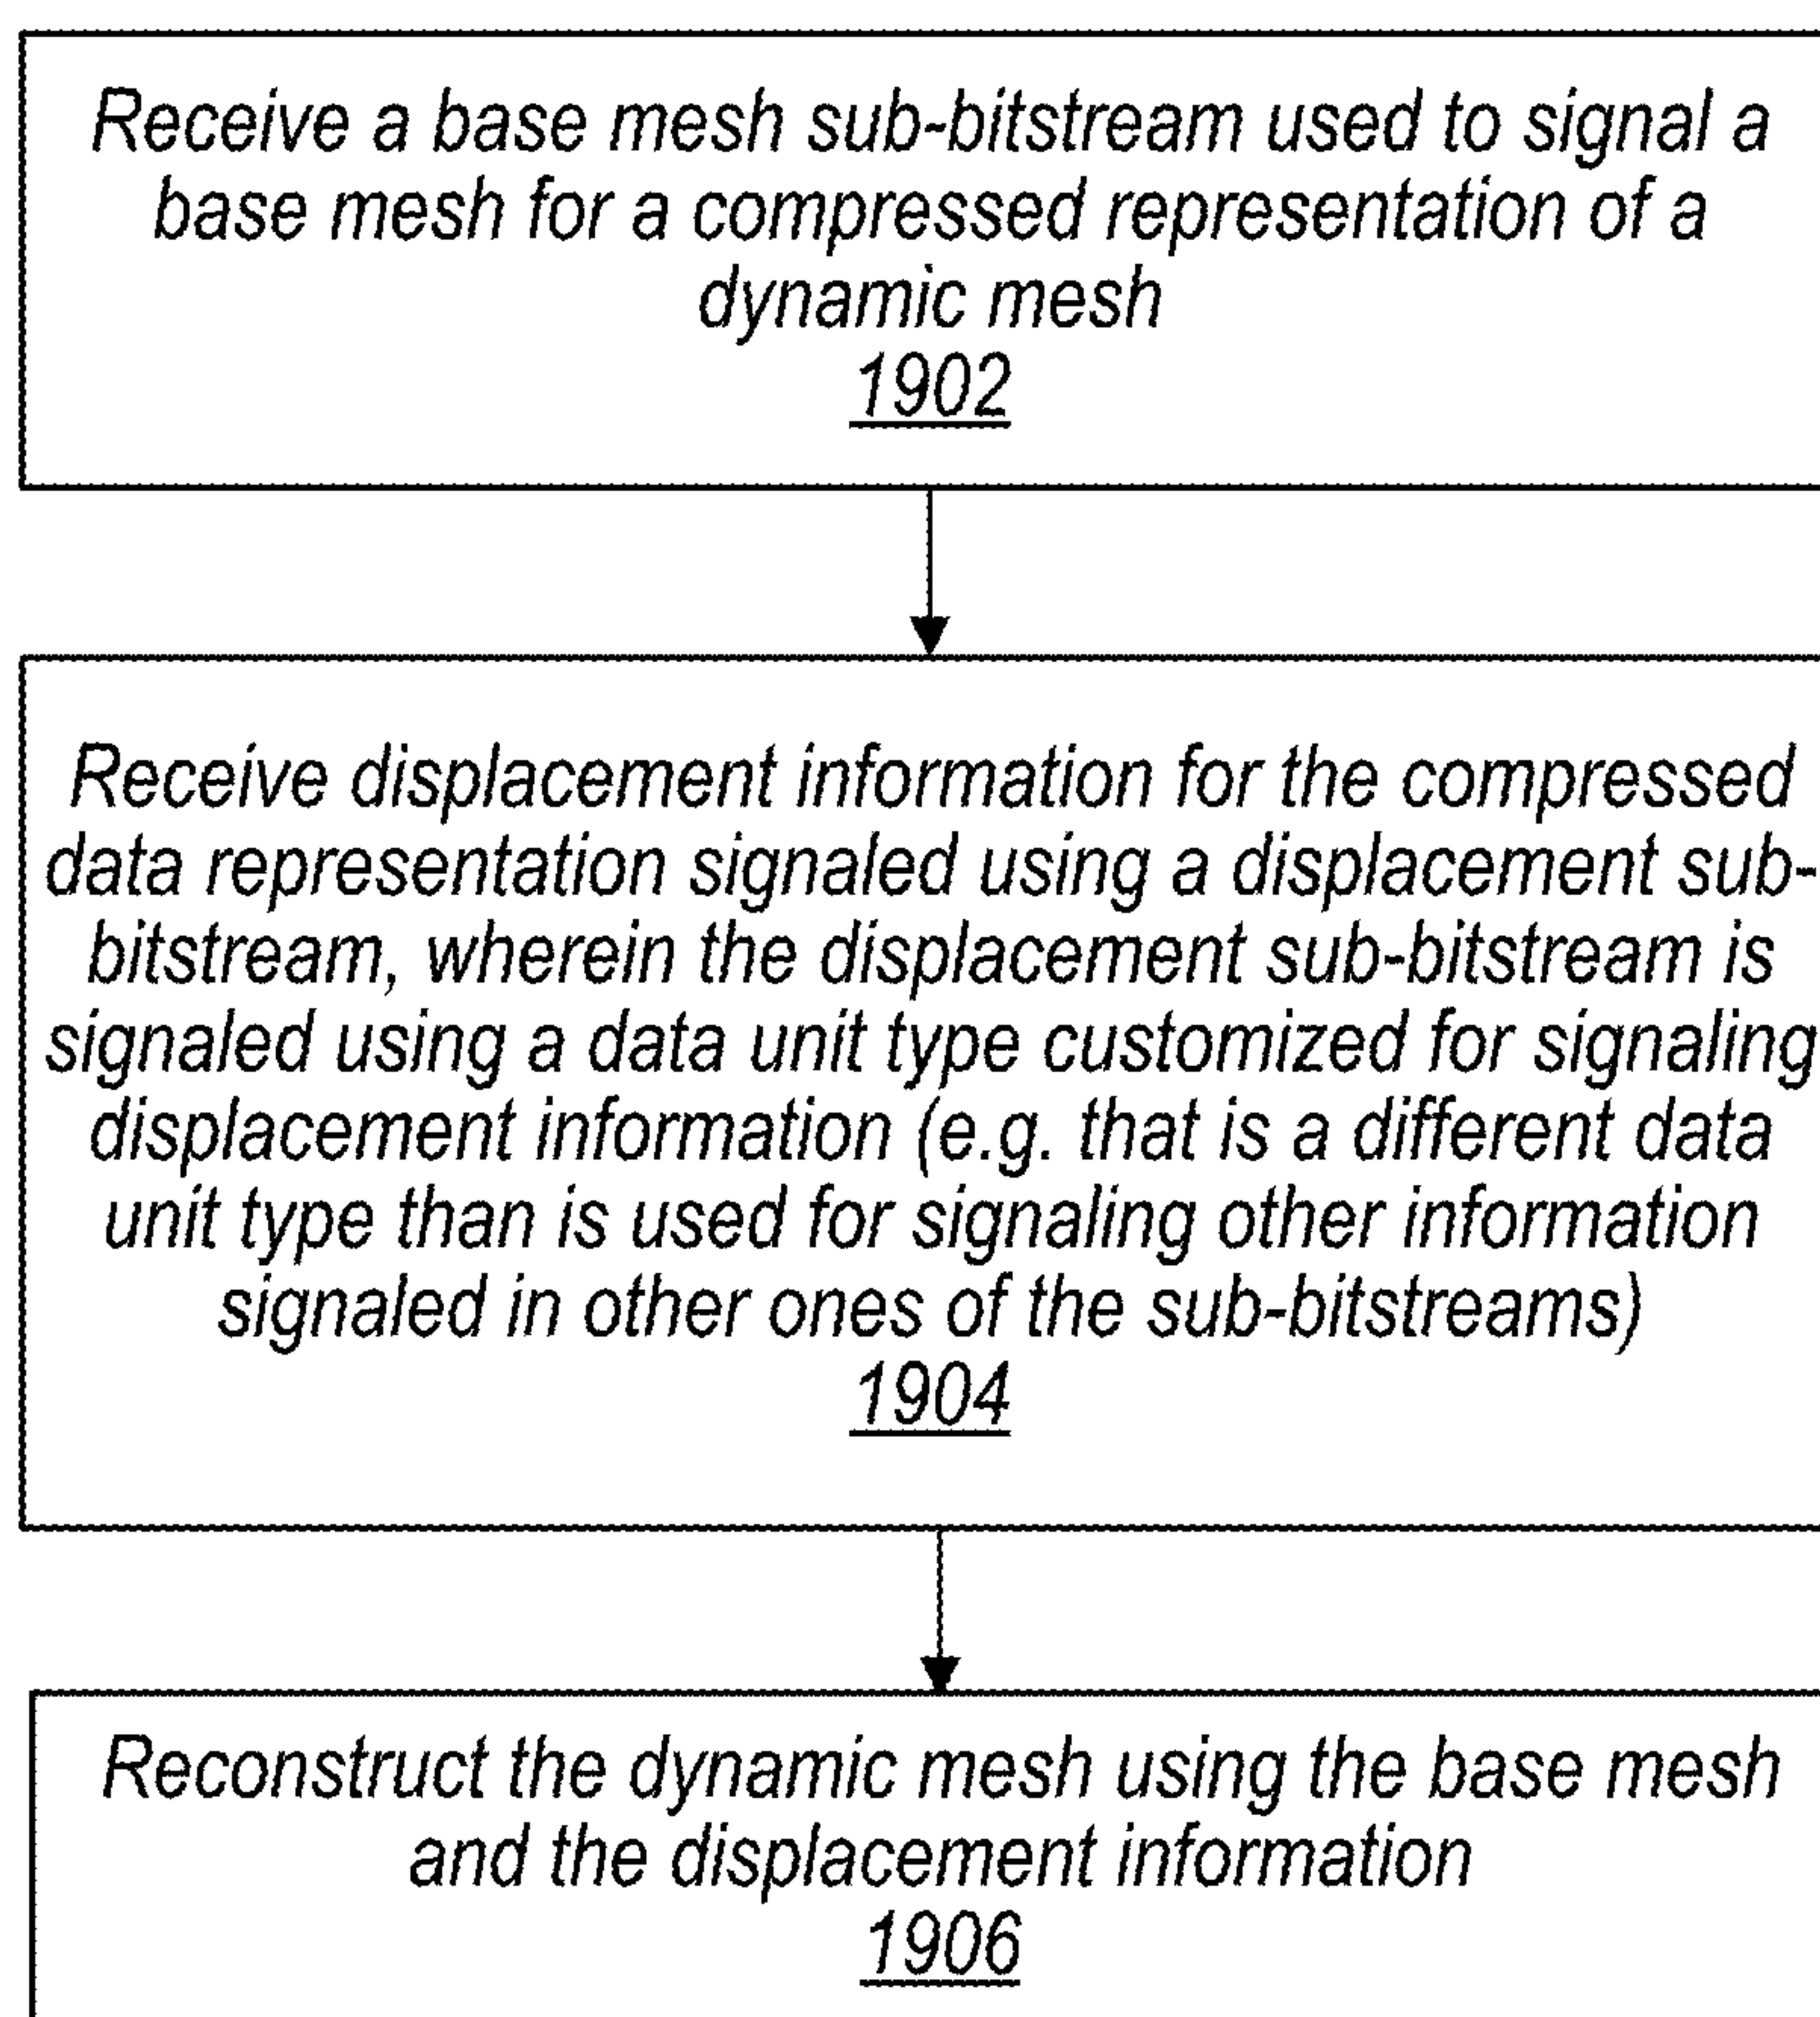 Receive a base mesh sub-bitstream used to signal a
base mesh for a compressed representation of a
dynamic mesh
1902
Receive displacement information for the compressed
data representation signaled using a displacement sub-
bitstream, wherein the displacement sub-bitstream is
signaled using a data unit type customized for signaling
displacement information (e.g. that is a different data
unit type than is used for signaling other information
signaled in other ones of the sub-bitstreams)
1904
Reconstruct the dynamic mesh using the base mesh
and the displacement information
1906